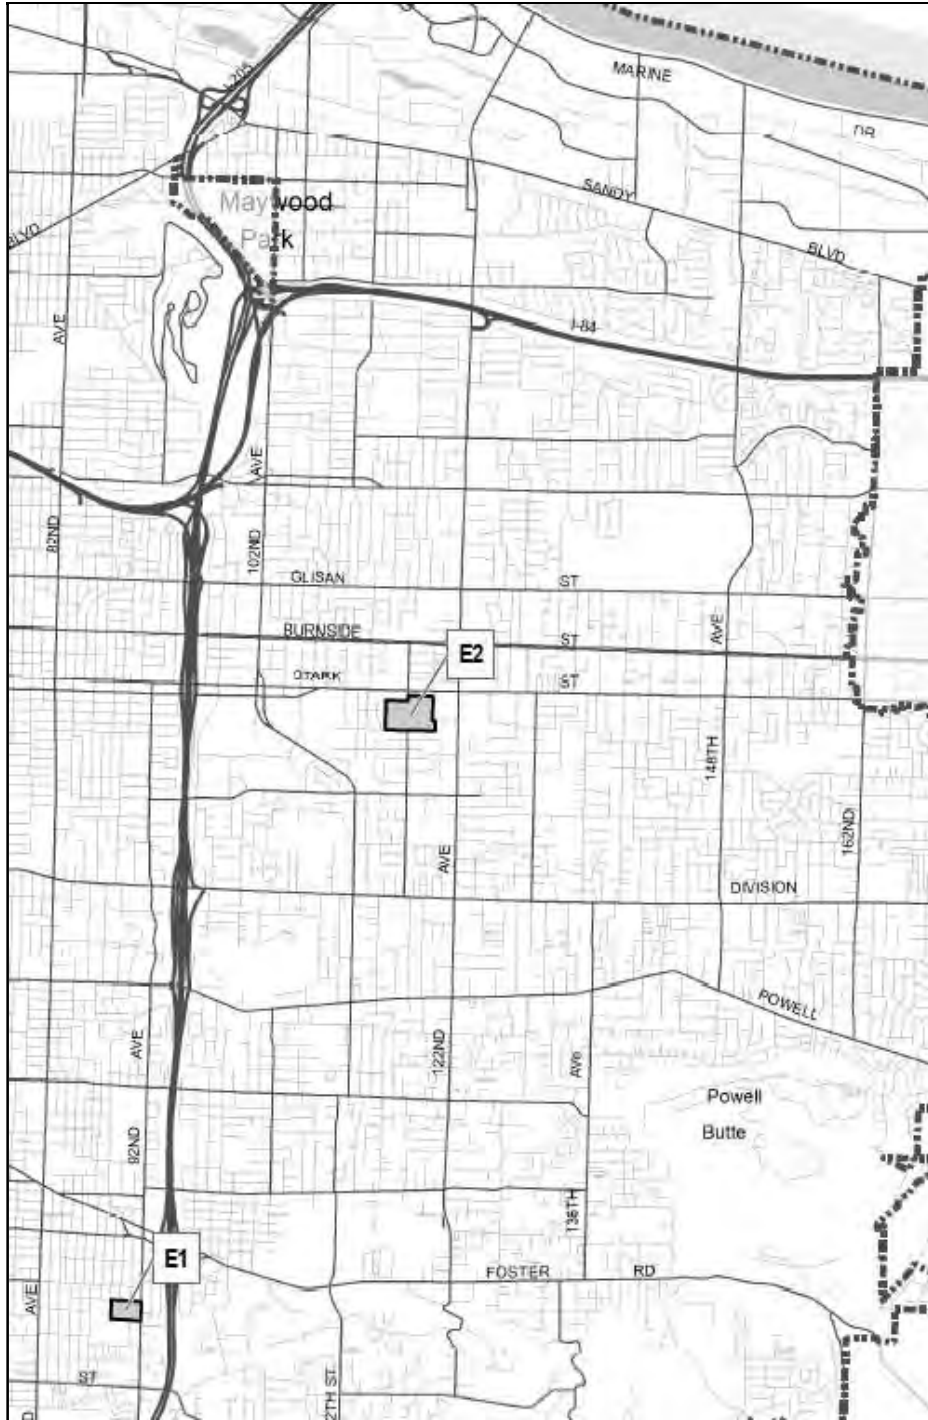 I-205
MARINE
DR
SANDY
BLVD
Maywood
Park
BLVD
AVE
I-84
AVE
82ND
102ND
GLISAN
ST
BURNSIDE
ST
AVE
E2
STARK
ST
148TH
162ND
AVE
DIVISION
POWELL
AVE
122ND
AVE
Powell
Butte
92ND
136TH
E1
FOSTER
RD
AVE
ST
2TH ST
D